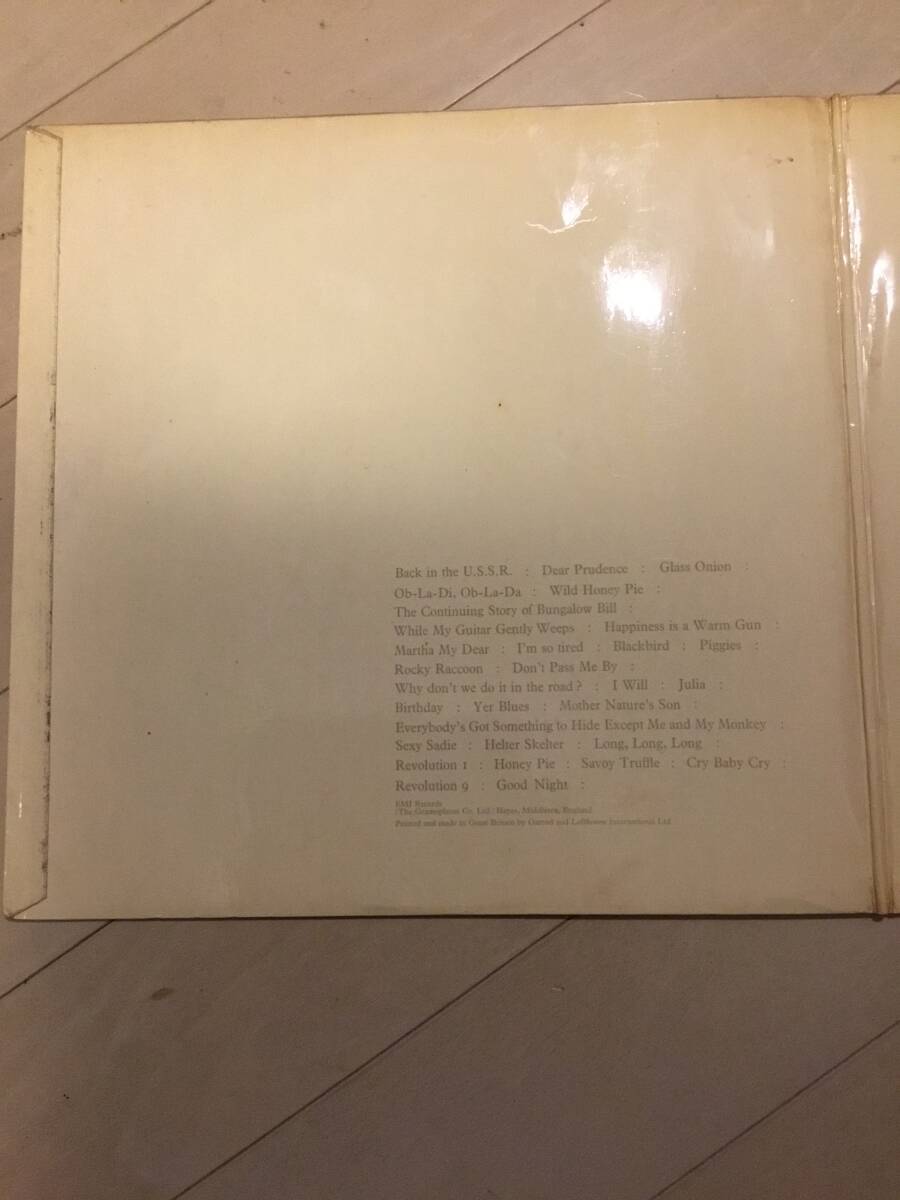 Back in the U.S.S.R. : Dear Prudence : Glass Onion :
Ob-La-Di, Ob-La-Da : Wild Honey Pie :
The Continuing Story of Bungalow Bill :
While My Guitar Gently Weeps : Happiness is a Warm Gun :
Martha My Dear : I'm so tired : Blackbird : Piggies :
Rocky Raccoon : Don't Pass Me By :
Why don't we do it in the road? : I Will : Julia :
Birthday : Yer Blues : Mother Nature's Son :
Everybody's Got Something to Hide Except Me and My Monkey :
Sexy Sadie : Helter Skelter : Long, Long, Long :
Revolution 1 : Honey Pie : Savoy Truffle : Cry Baby Cry :
Revolution 9 : Good Night :
EMI Records
(The Gramophone Co. Ltd.) Hayes, Middlesex, England
Printed and made in Great Britain by Garrod and Lofthouse International Ltd